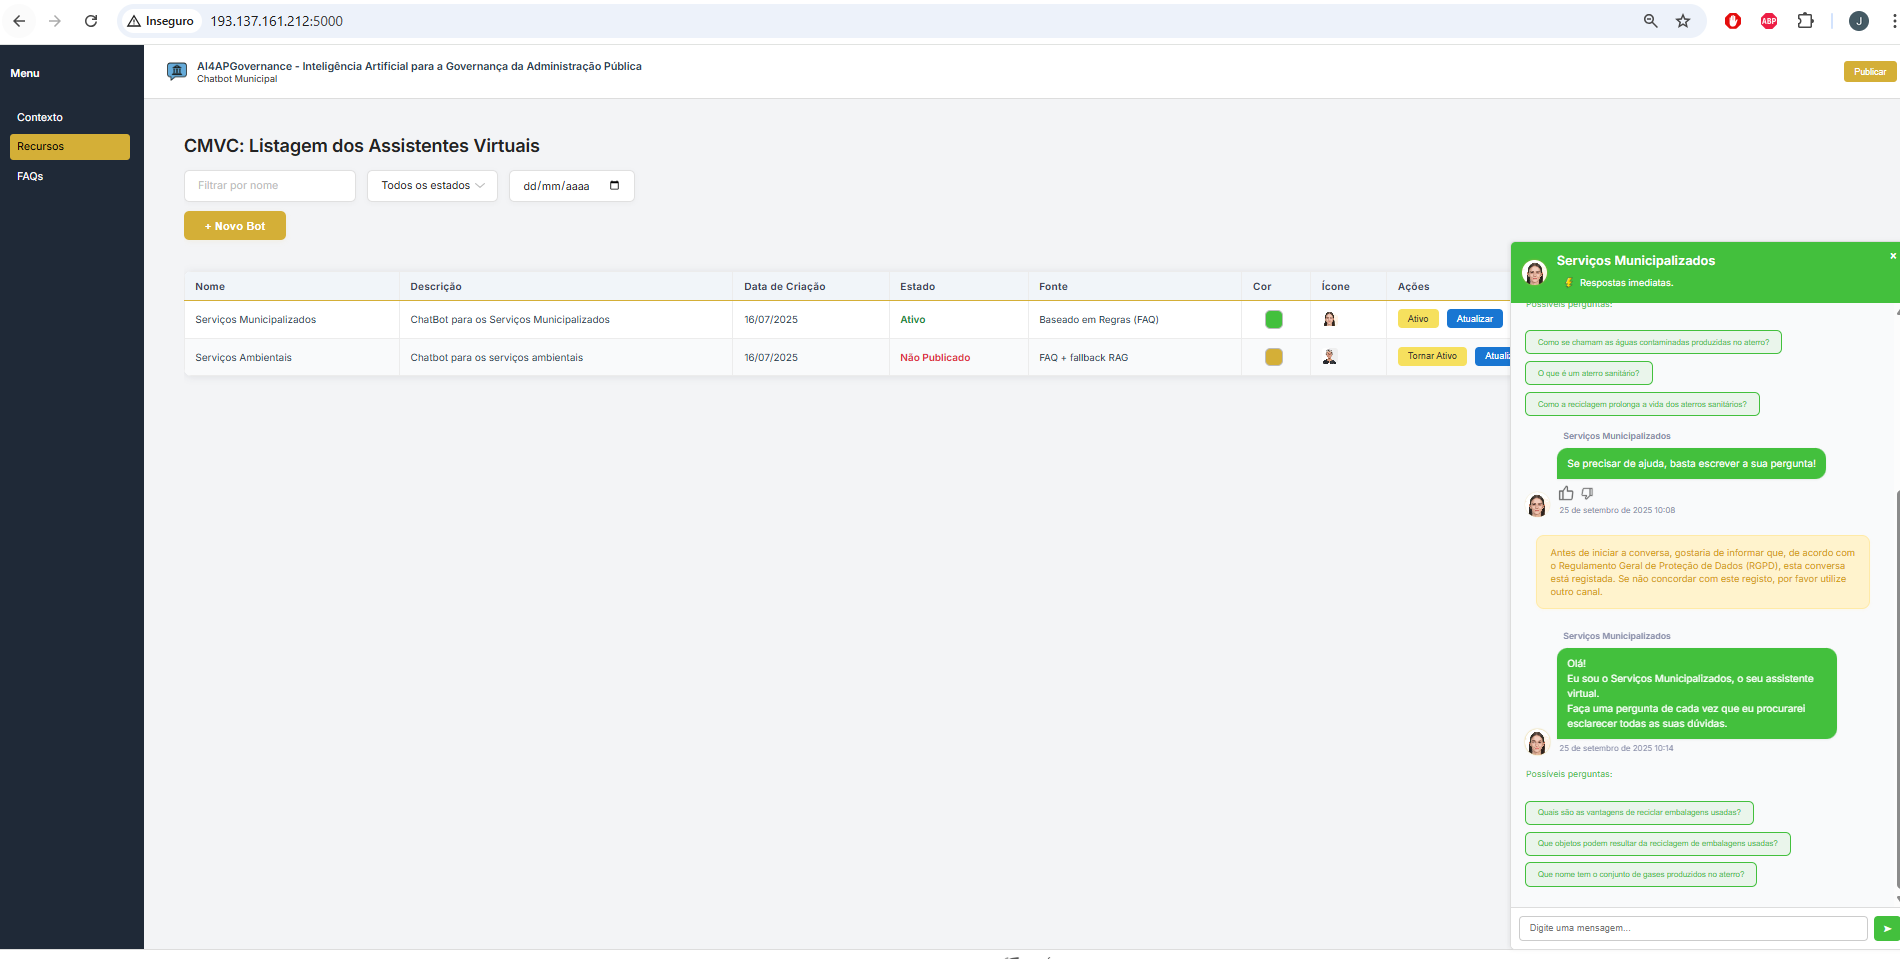 Inseguro 193.137.161.212:5000
ABP
J
Menu
Contexto
Recursos
FAQs
AI4APGovernance - Inteligência Artificial para a Governança da Administração Pública
Chatbot Municipal
Publicar
CMVC: Listagem dos Assistentes Virtuais
Filtrar por nome
Todos os estados
dd/mm/aaaa
+ Novo Bot
Nome Descrição Data de Criação Estado Fonte Cor Ícone Ações
Serviços Municipalizados ChatBot para os Serviços Municipalizados 16/07/2025 Ativo Baseado em Regras (FAQ) Ativo Atualizar
Serviços Ambientais Chatbot para os serviços ambientais 16/07/2025 Não Publicado FAQ + fallback RAG Tornar Ativo Atualiz
Serviços Municipalizados
×
Respostas imediatas.
Possíveis perguntas:
Como se chamam as águas contaminadas produzidas no aterro?
O que é um aterro sanitário?
Como a reciclagem prolonga a vida dos aterros sanitários?
Serviços Municipalizados
Se precisar de ajuda, basta escrever a sua pergunta!
25 de setembro de 2025 10:08
Antes de iniciar a conversa, gostaria de informar que, de acordo com
o Regulamento Geral de Proteção de Dados (RGPD), esta conversa
está registada. Se não concordar com este registo, por favor utilize
outro canal.
Serviços Municipalizados
Olá!
Eu sou o Serviços Municipalizados, o seu assistente
virtual.
Faça uma pergunta de cada vez que eu procurarei
esclarecer todas as suas dúvidas.
25 de setembro de 2025 10:14
Possíveis perguntas:
Quais são as vantagens de reciclar embalagens usadas?
Que objetos podem resultar da reciclagem de embalagens usadas?
Que nome tem o conjunto de gases produzidos no aterro?
Digite uma mensagem...